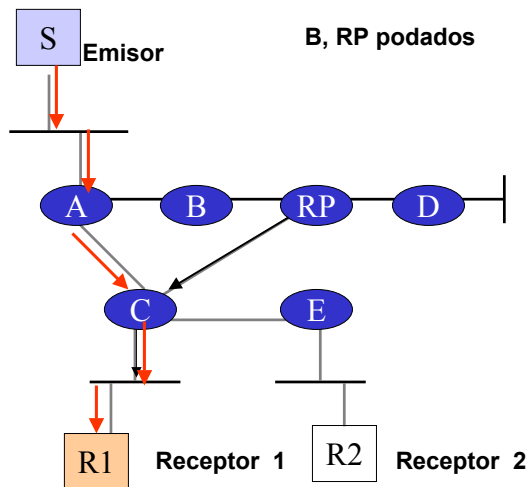 S
Emisor
B, RP podados
A
B
RP
D
C
E
R1
Receptor 1
R2
Receptor 2